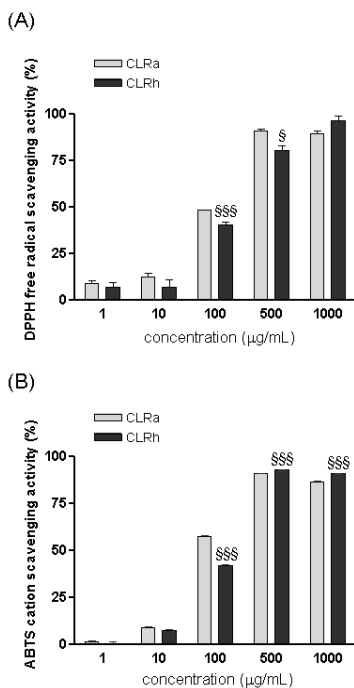 (A)
CLRa
CLRh
DPPH free radical scavenging activity (%)
100
75
50
25
0
§§§
§
1 10 100 500 1000
concentration (μg/mL)
(B)
CLRa
CLRh
ABTS cation scavenging activity (%)
100
75
50
25
0
§§§
§§§
§§§
1 10 100 500 1000
concentration (μg/mL)